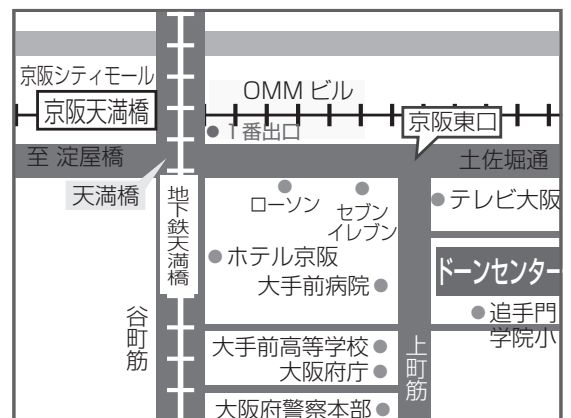 京阪シティモール
OMM ビル
京阪天満橋
1番出口
京阪東口
至 淀屋橋
土佐堀通
天満橋
地下鉄天満橋
ローソン
セブン
イレブン
テレビ大阪
ホテル京阪
大手前病院
ドーンセンター
追手門
学院小
谷町筋
大手前高等学校
大阪府庁
上町筋
大阪府警察本部